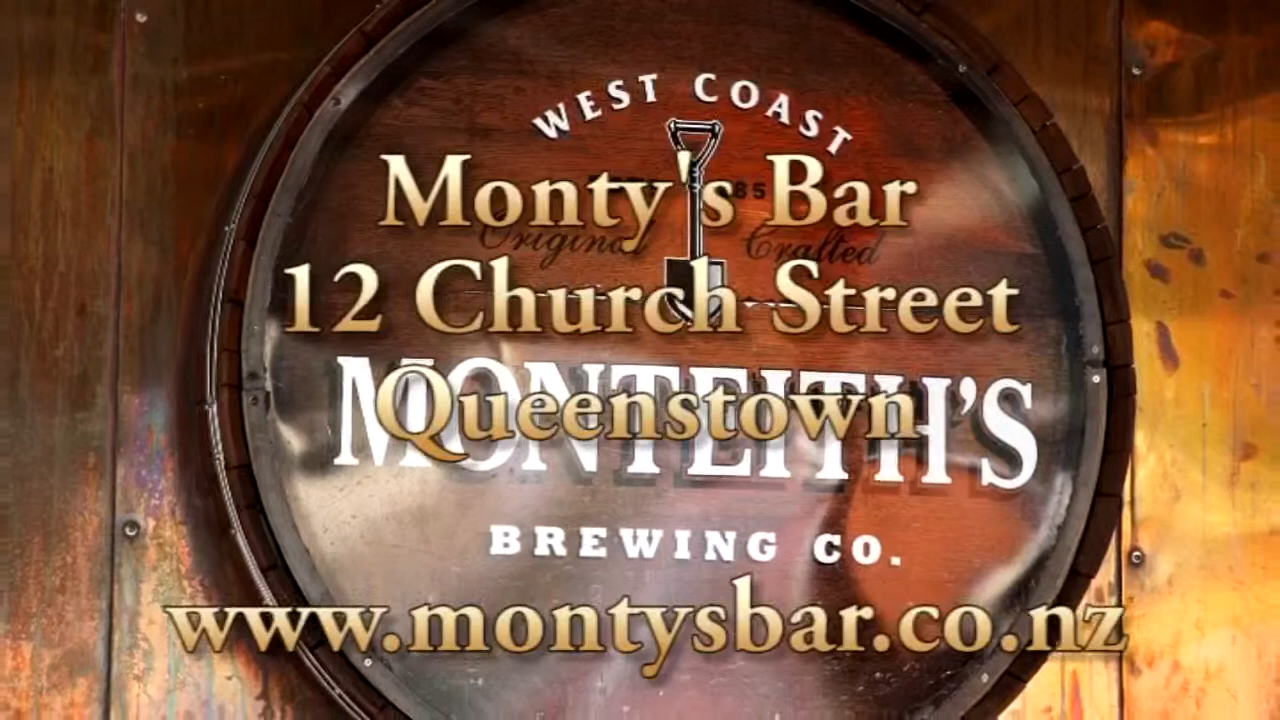 WEST COAST
Monty's Bar
Original Crafted
12 Church Street
MONTEITH'S
Queenstown
BREWING CO.
www.montysbar.co.nz